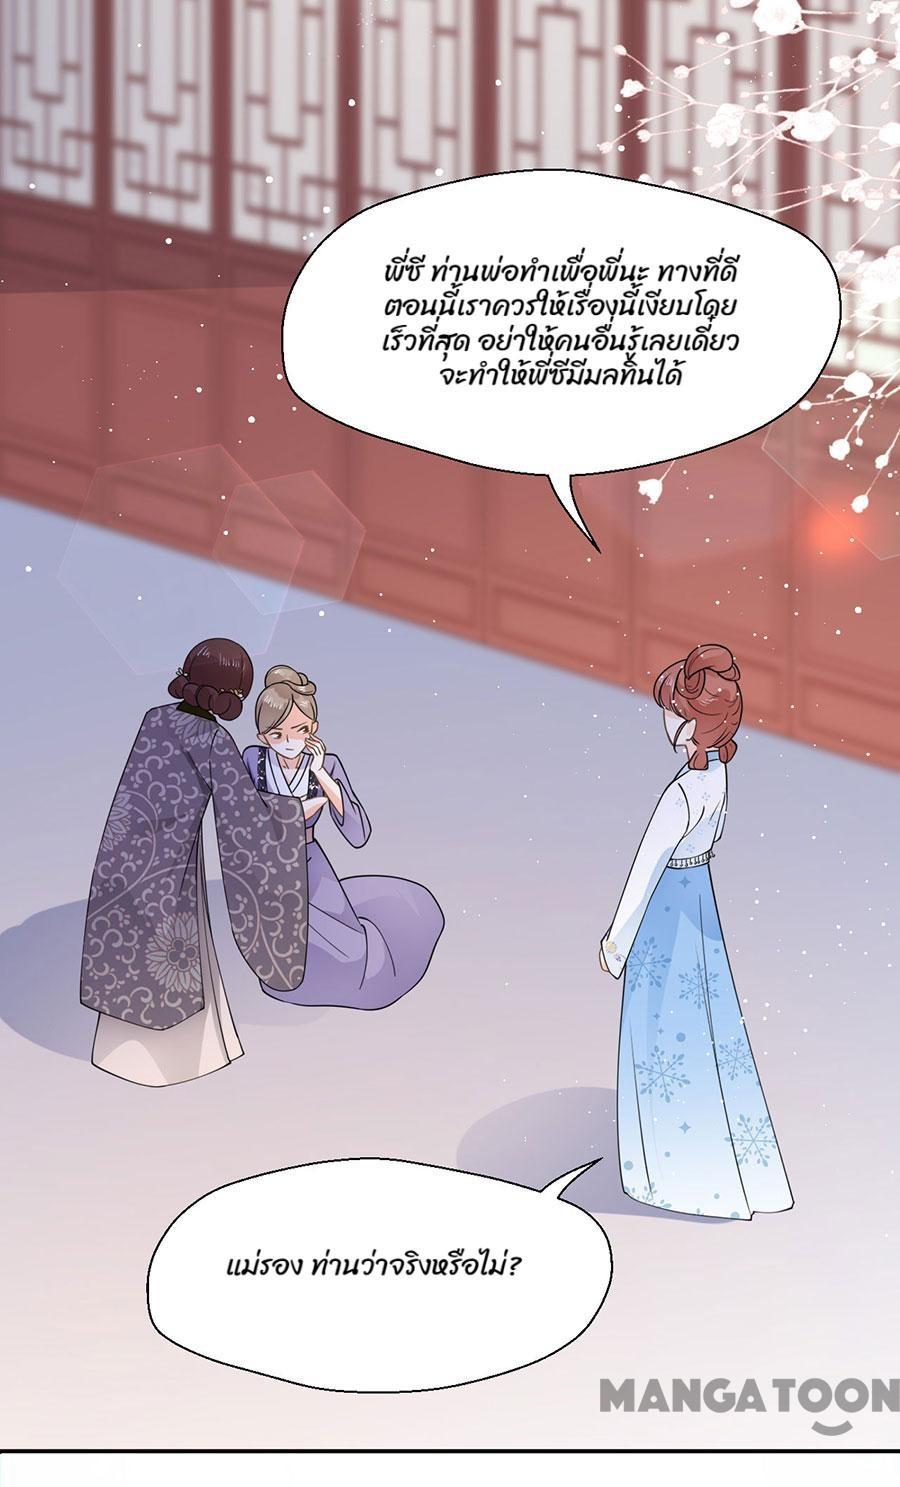 พี่ซี ท่านพ่อทำเพื่อพี่นะ ทางที่ดี
ตอนนี้เราควรให้เรื่องนี้เงียบโดย
เร็วที่สุด อย่าให้คนอื่นรู้เลยเดี๋ยว
จะทำให้พี่ซีมีมลทินได้
แม่รอง ท่านว่าจริงหรือไม่?
MANGATOON